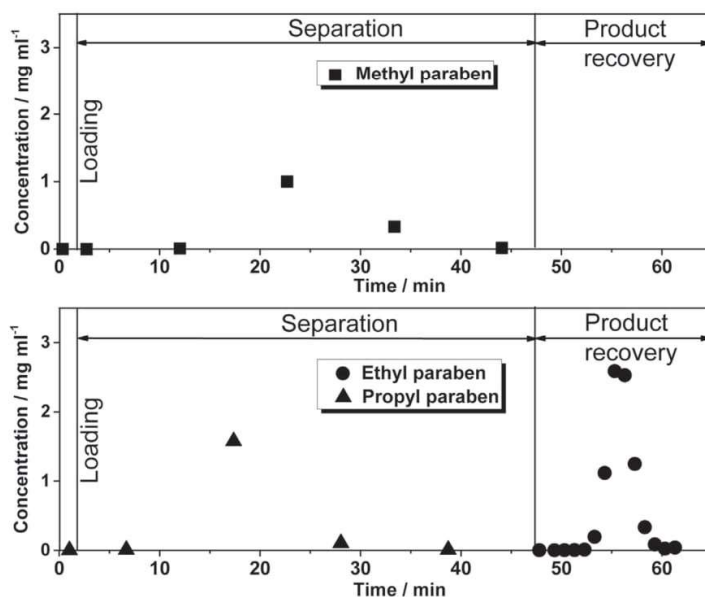 Separation
Product
recovery
Methyl paraben
Loading
Concentration / mg ml⁻¹
3
2
1
0
0 10 20 30 40 50 60
Time / min
Separation
Product
recovery
Ethyl paraben
Propyl paraben
Loading
Concentration / mg ml⁻¹
3
2
1
0
0 10 20 30 40 50 60
Time / min